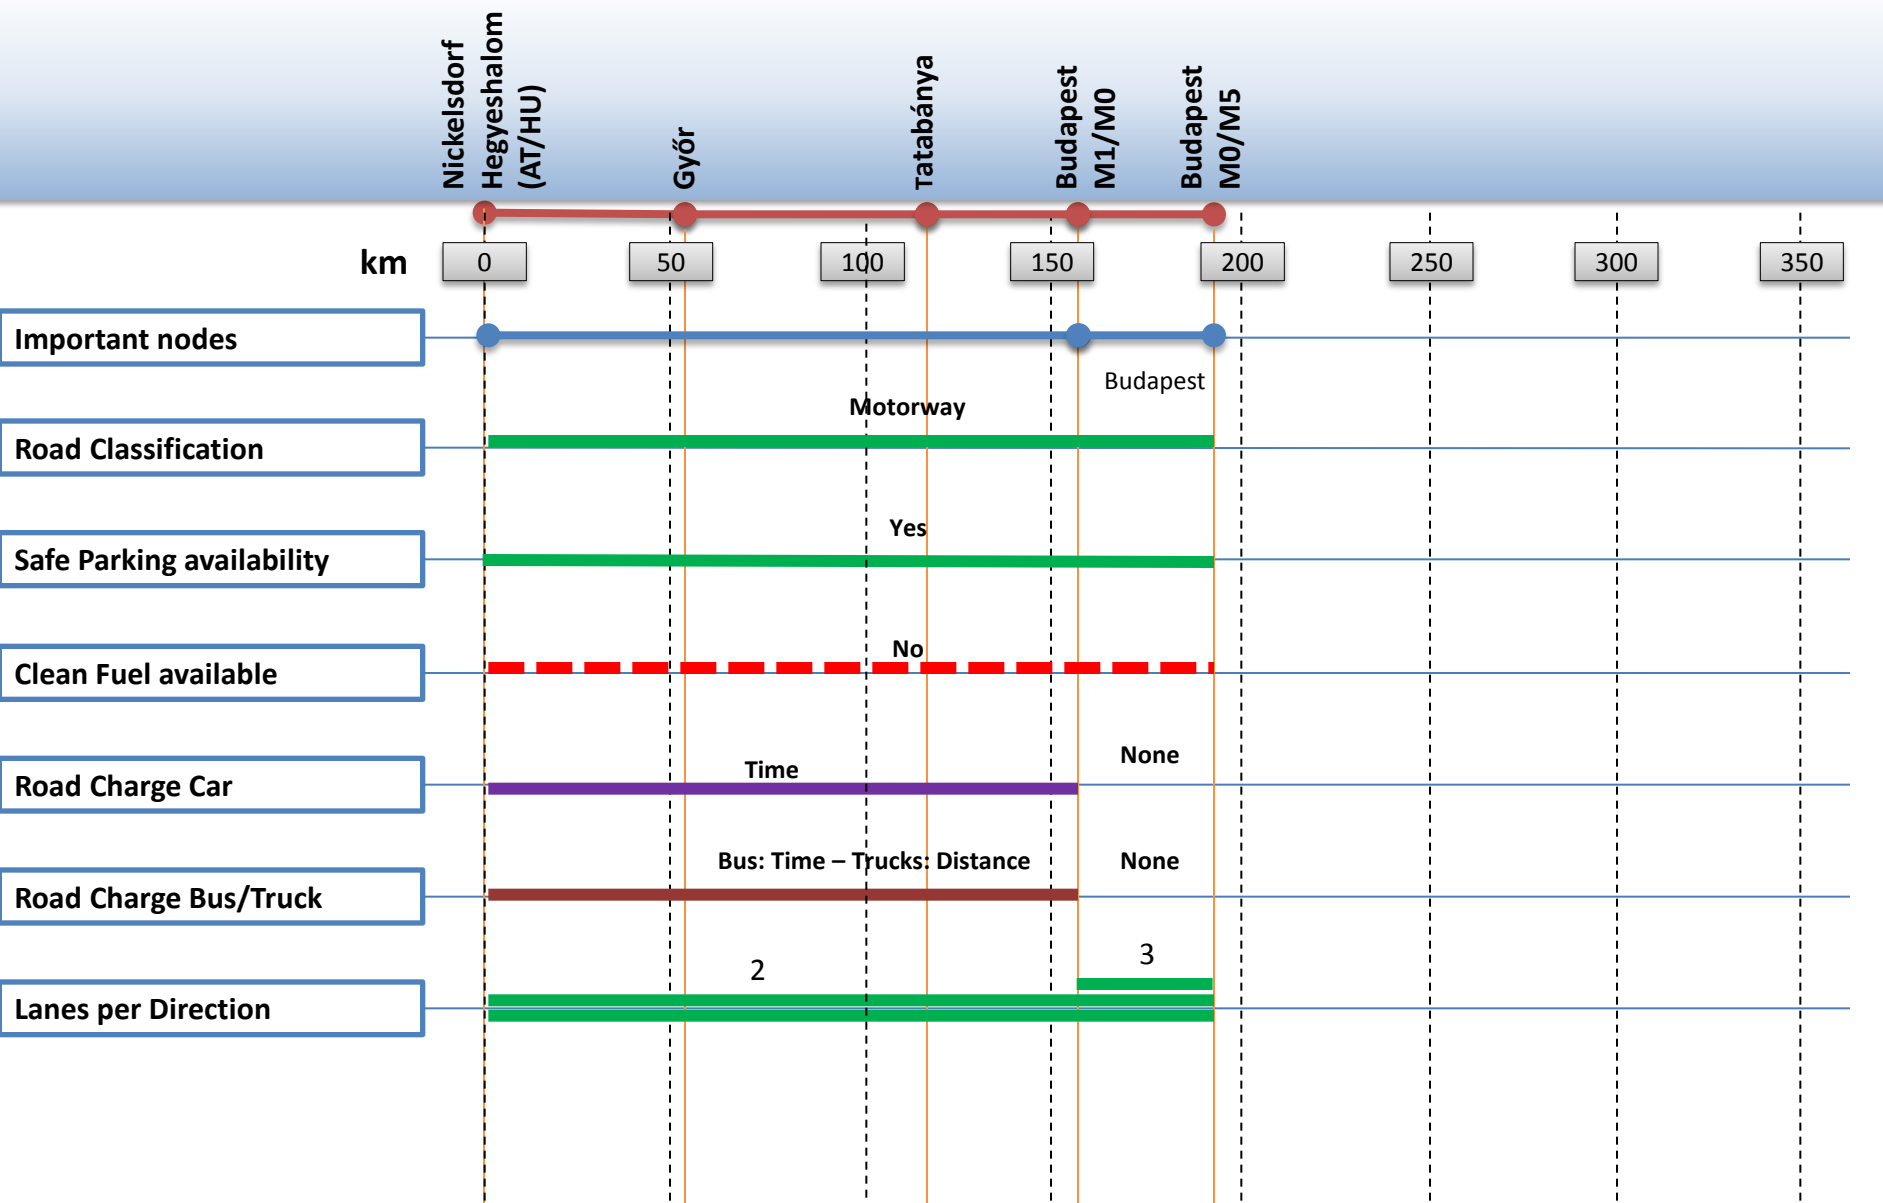 Nickelsdorf
Hegyeshalom
(AT/HU)
Győr
Tatabánya
Budapest
M1/M0
Budapest
M0/M5
km
0
50
100
150
200
250
300
350
Important nodes
Budapest
Motorway
Road Classification
Yes
Safe Parking availability
No
Clean Fuel available
Time
None
Road Charge Car
Bus: Time – Trucks: Distance
None
Road Charge Bus/Truck
2
3
Lanes per Direction